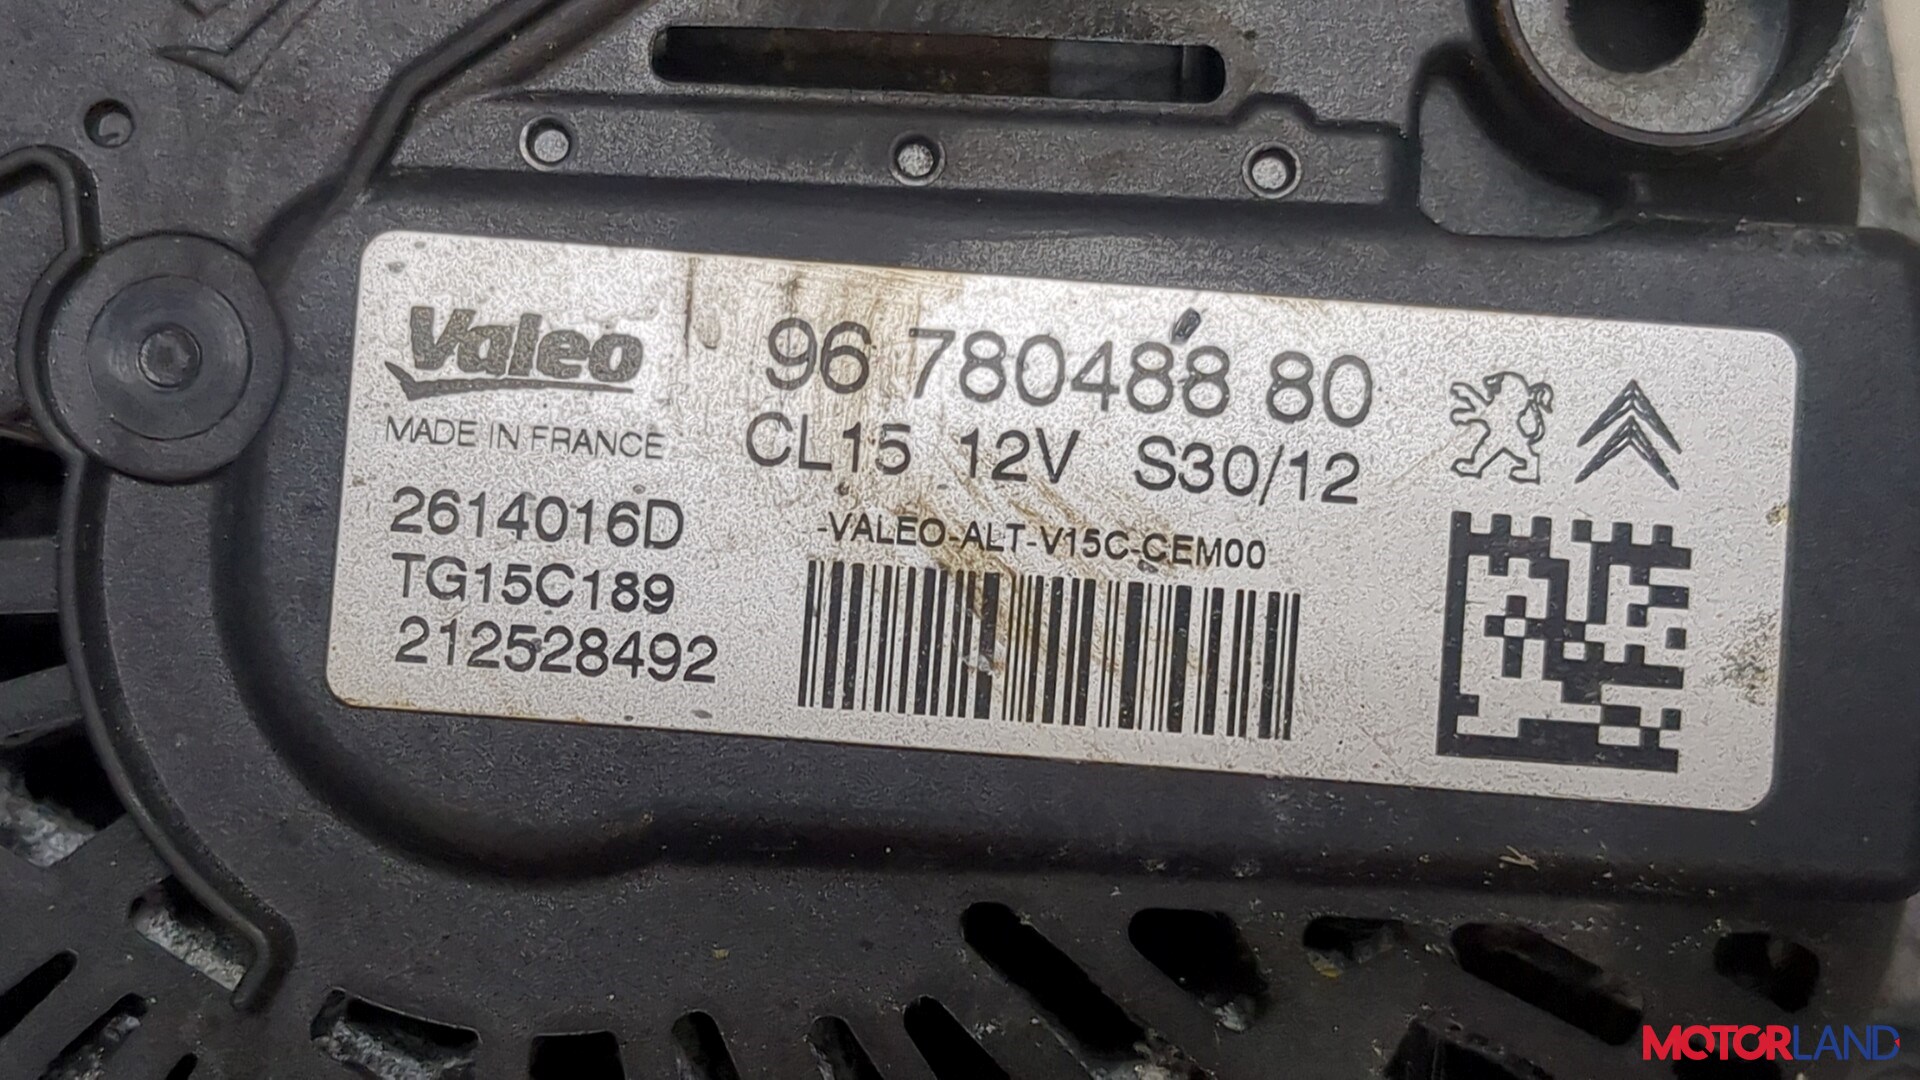 Valeo
MADE IN FRANCE
2614016D
TG15C189
212528492
96 780488 80
CL15 12V S30/12
-VALEO-ALT-V15C-CEM00
MOTORLAND